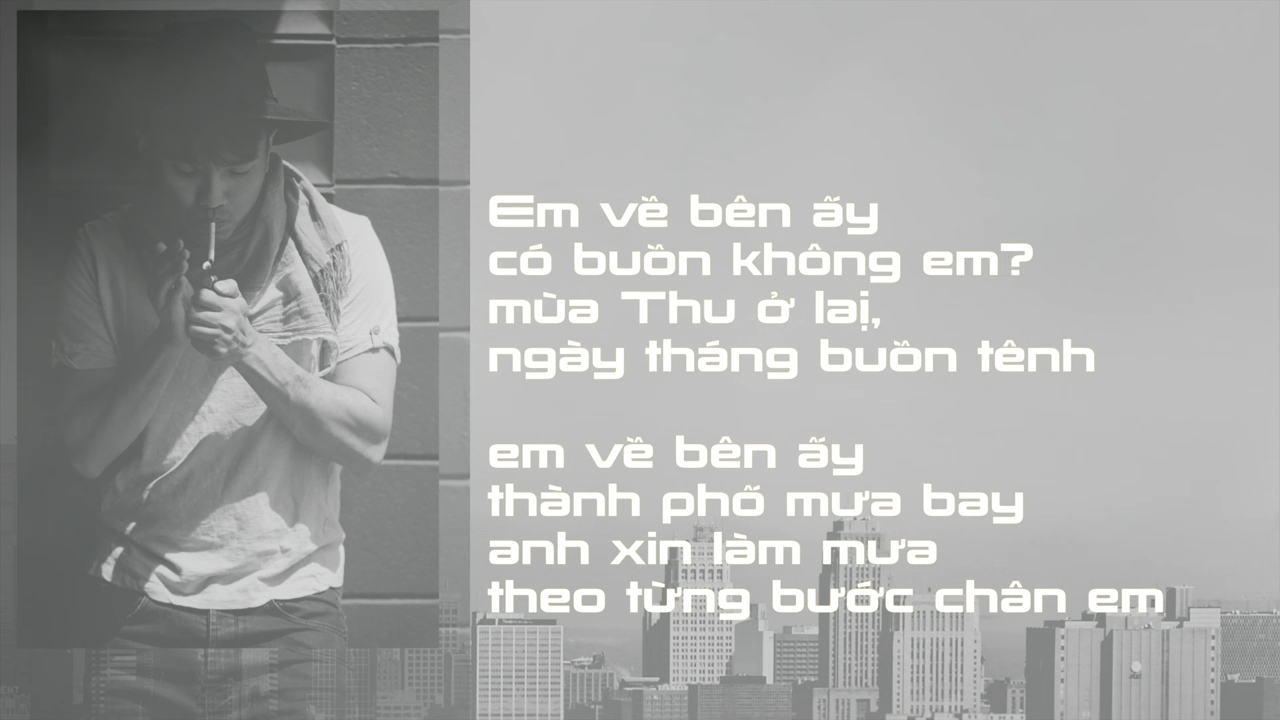 Em về bên ấy
có buồn không em?
mùa Thu ở lại,
ngày tháng buồn tênh
em về bên ấy
thành phố mưa bay
anh xin làm mưa
theo từng bước chân em